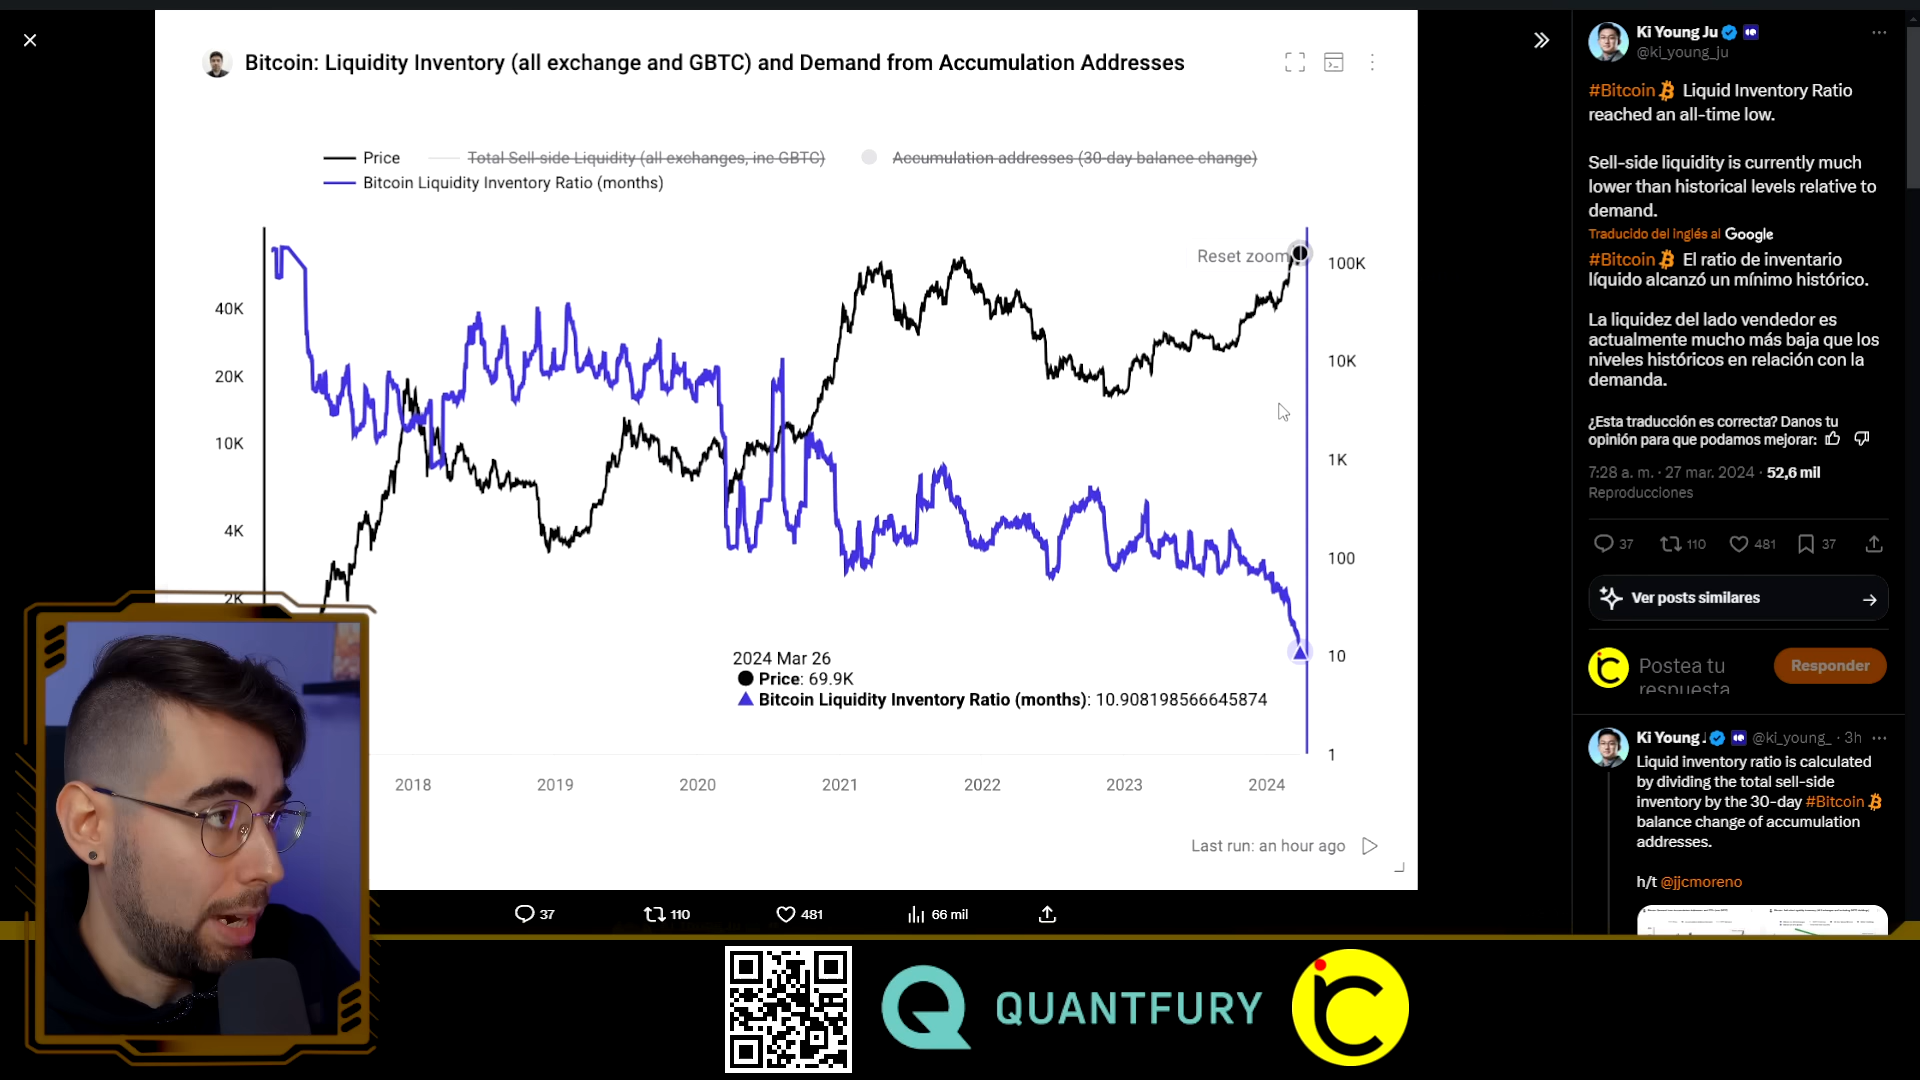 Bitcoin: Liquidity Inventory (all exchange and GBTC) and Demand from Accumulation Addresses
Price
Total Sell-side Liquidity (all exchanges, inc GBTC)
Accumulation addresses (30-day balance change)
Bitcoin Liquidity Inventory Ratio (months)
Reset zoom
40K
20K
10K
4K
2K
100K
10K
1K
100
10
1
2024 Mar 26
Price: 69.9K
Bitcoin Liquidity Inventory Ratio (months): 10.908198566645874
2018
2019
2020
2021
2022
2023
2024
Last run: an hour ago
37
110
481
66 mil
QUANTFURY
Ki Young Ju
@ki_young_ju
#Bitcoin Liquid Inventory Ratio
reached an all-time low.
Sell-side liquidity is currently much
lower than historical levels relative to
demand.
Traducido del inglés al Google
#Bitcoin El ratio de inventario
líquido alcanzó un mínimo histórico.
La liquidez del lado vendedor es
actualmente mucho más baja que los
niveles históricos en relación con la
demanda.
¿Esta traducción es correcta? Danos tu
opinión para que podamos mejorar:
7:28 a. m. · 27 mar. 2024 · 52,6 mil
Reproducciones
37
110
481
37
Ver posts similares
Postea tu
respuesta
Responder
Ki Young J @ki_young_ · 3h
Liquid inventory ratio is calculated
by dividing the total sell-side
inventory by the 30-day #Bitcoin
balance change of accumulation
addresses.
h/t @jjcmoreno